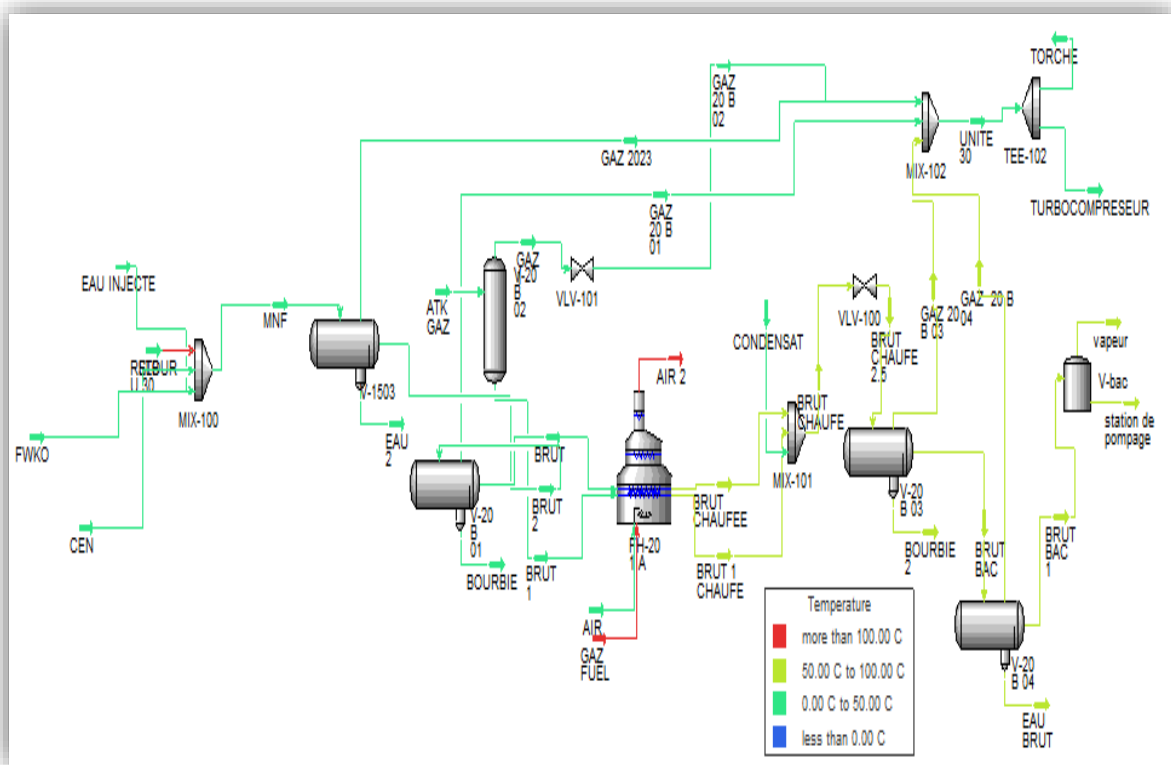 TORCHE
GAZ
20 B
02
UNITE
30
TEE-102
GAZ 2023
MIX-102
GAZ
20 B
01
TURBOCOMPRESEUR
EAU INJECTE
GAZ
V-20
B
02
VLV-101
ATK
GAZ
MNF
VLV-100
GAZ 20
B 03
GAZ 20 B
04
CONDENSAT
BRUT
CHAUFE
2.5
vapeur
U 30
V-1503
AIR 2
V-bac
MIX-100
BRUT
CHAUFE
station de
pompage
FWKO
EAU
2
BRUT
MIX-101
V-20
B
01
BRUT
2
BRUT
CHAUFEE
V-20
B 03
CEN
BOURBIE
BRUT
1
FH-20
1 A
BRUT 1
CHAUFE
BOURBIE
2
BRUT
BAC
BRUT
BAC
1
AIR
GAZ
FUEL
Temperature
more than 100.00 C
50.00 C to 100.00 C
0.00 C to 50.00 C
less than 0.00 C
V-20
B 04
EAU
BRUT